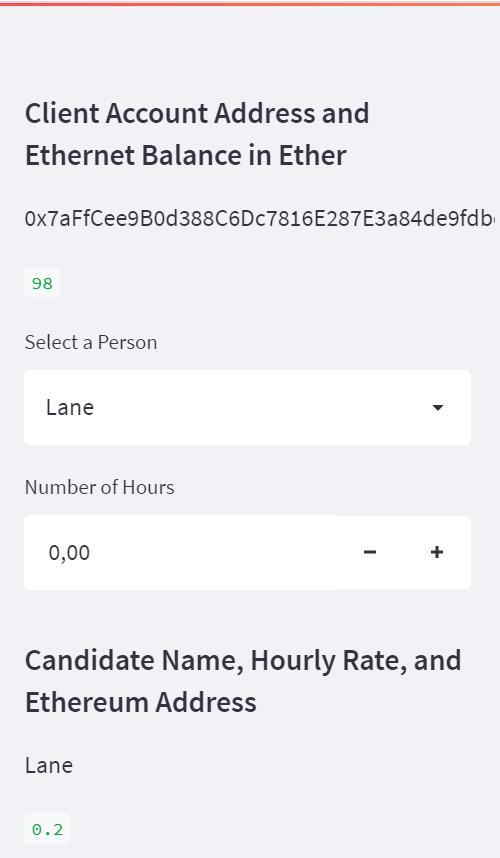 Client Account Address and
Ethernet Balance in Ether
0x7aFfCee9B0d388C6Dc7816E287E3a84de9fdb
98
Select a Person
Lane
Number of Hours
0,00
Candidate Name, Hourly Rate, and
Ethereum Address
Lane
0.2